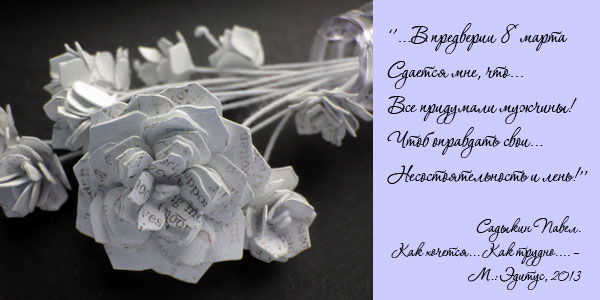 “...В предверии 8 марта
Сдается мне, что...
Все придумали мужчины!
Чтоб оправдать свои...
Несостоятельность и лень!”
Садыкин Павел.
Как хочется... Как трудно.... –
М.: Эдитус, 2013